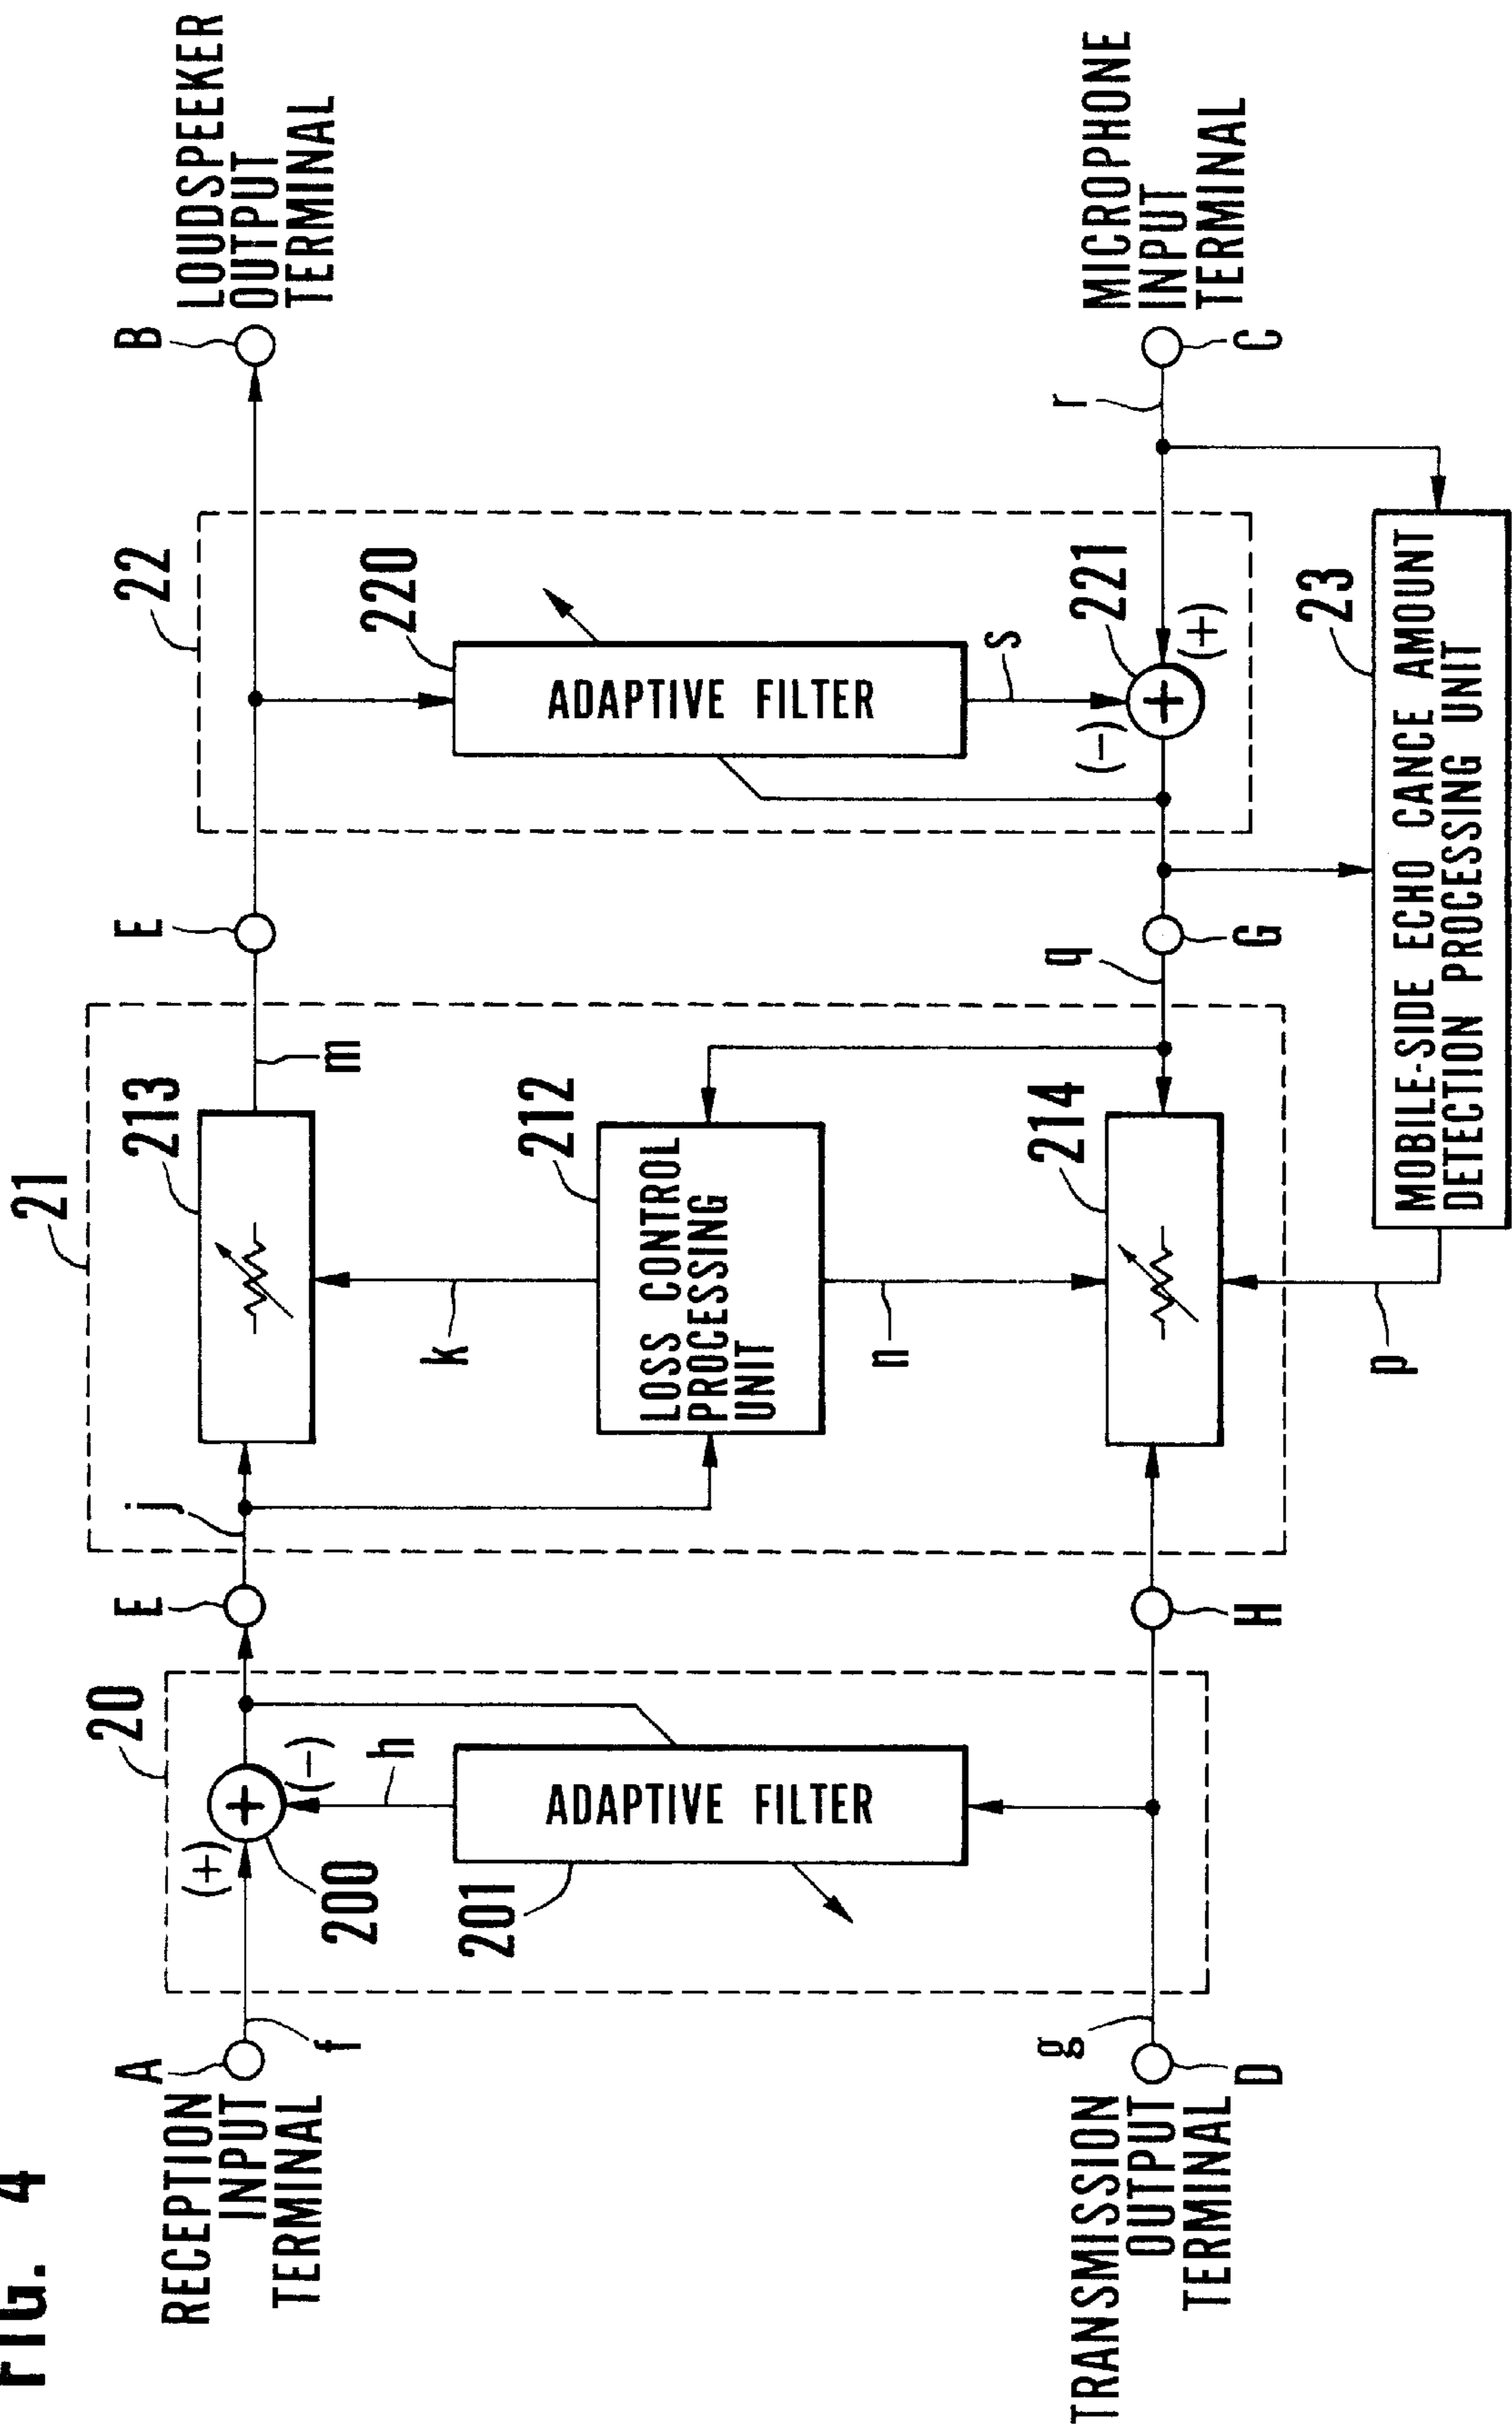 FIG. 4
RECEPTION
INPUT
TERMINAL
A
f
20
(+)
(−)
+
200
h
201
ADAPTIVE FILTER
E
j
21
213
m
k
212
LOSS CONTROL
PROCESSING
UNIT
n
214
E
22
220
ADAPTIVE FILTER
s
221
(−)
(+)
+
B
LOUDSPEEKER
OUTPUT
TERMINAL
TRANSMISSION
OUTPUT
TERMINAL
D
g
H
q
G
r
C
MICROPHONE
INPUT
TERMINAL
p
23
MOBILE-SIDE ECHO CANCE AMOUNT
DETECTION PROCESSING UNIT